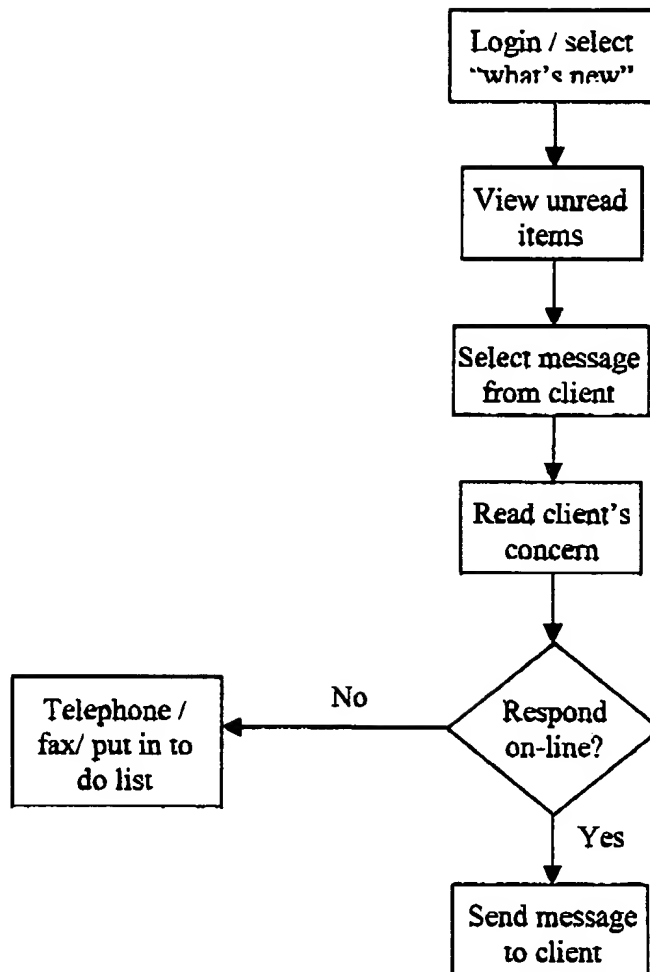 Login / select
“what’s new”
View unread
items
Select message
from client
Read client’s
concern
Respond
on-line?
No
Telephone /
fax/ put in to
do list
Yes
Send message
to client